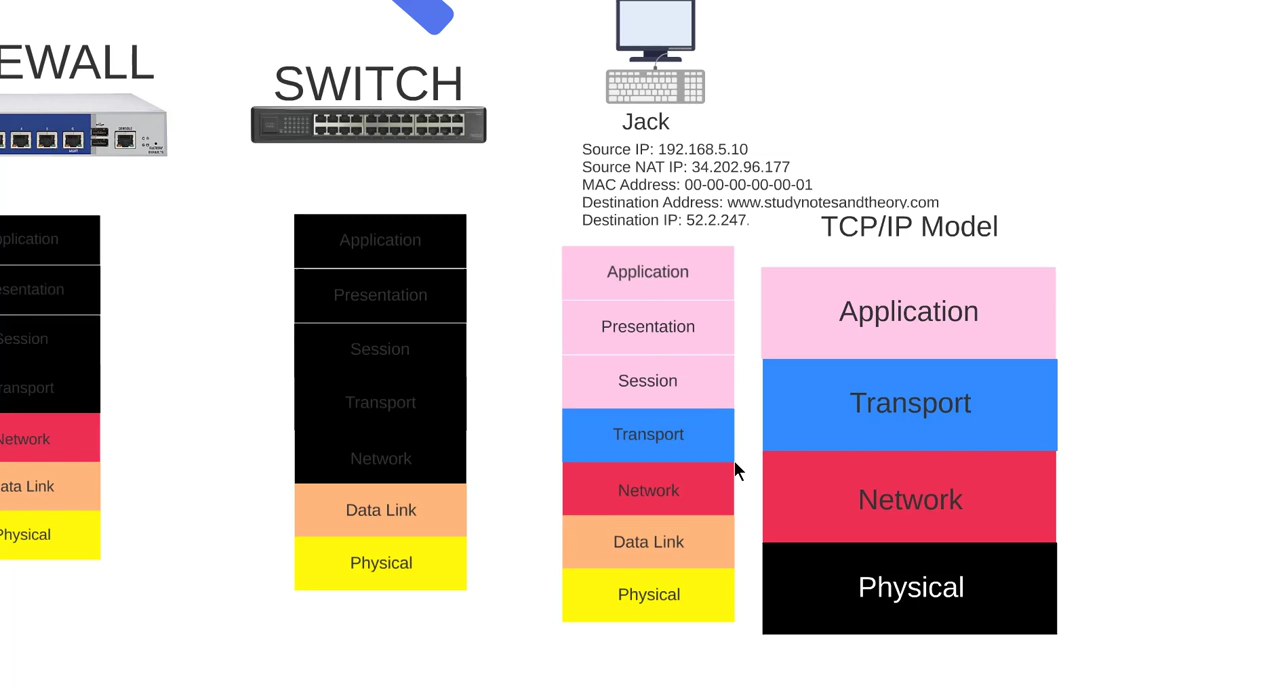 EWALL
SWITCH
Jack
Source IP: 192.168.5.10
Source NAT IP: 34.202.96.177
MAC Address: 00-00-00-00-00-01
Destination Address: www.studynotesandtheory.com
Destination IP: 52.2.247.
pplication
esentation
Session
ransport
Network
ata Link
Physical
Application
Presentation
Session
Transport
Network
Data Link
Physical
Application
Presentation
Session
Transport
Network
Data Link
Physical
TCP/IP Model
Application
Transport
Network
Physical